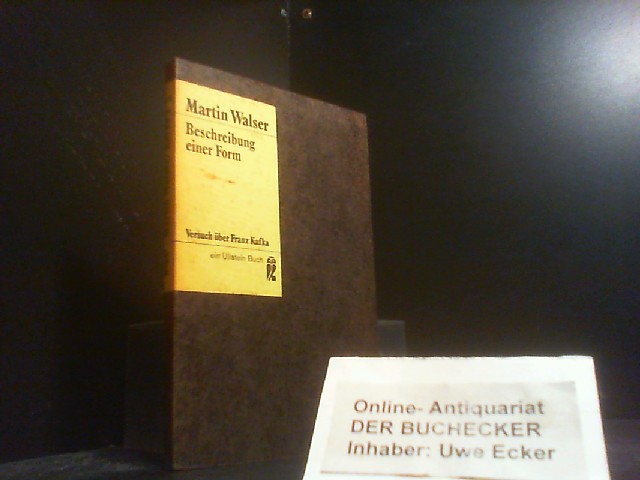 Martin Walser
Beschreibung
einer Form
Versuch über Franz Kafka
ein Ullstein Buch
Online- Antiquariat
DER BUCHECKER
Inhaber: Uwe Ecker